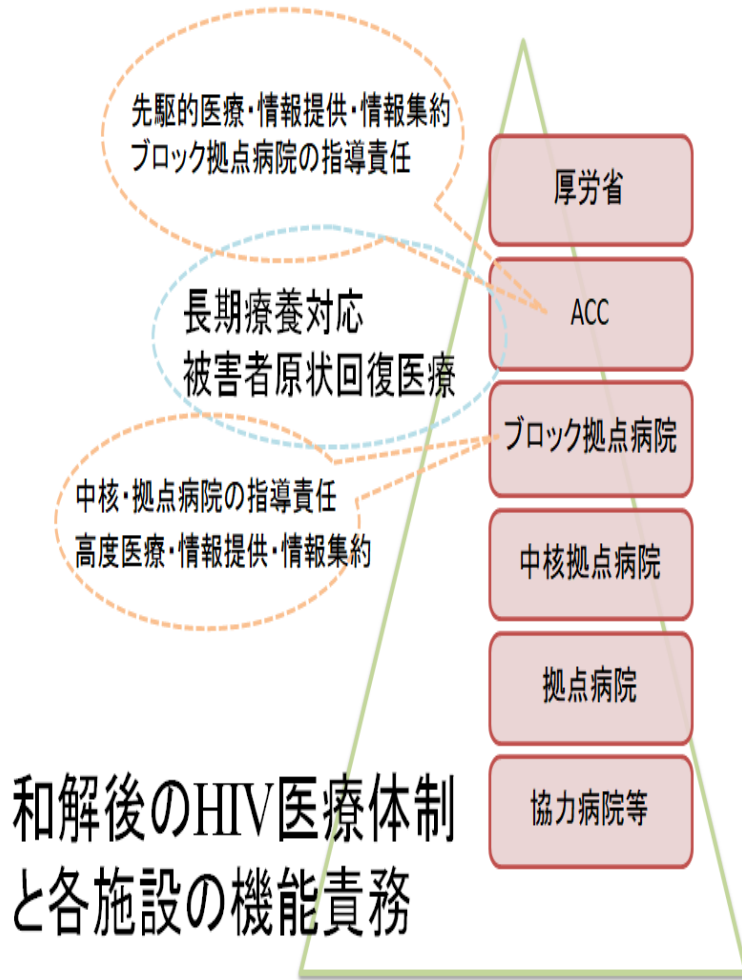 先駆的医療・情報提供・情報集約
ブロック拠点病院の指導責任
長期療養対応
被害者原状回復医療
中核・拠点病院の指導責任
高度医療・情報提供・情報集約
厚労省
ACC
ブロック拠点病院
中核拠点病院
拠点病院
協力病院等
和解後のHIV医療体制
と各施設の機能責務